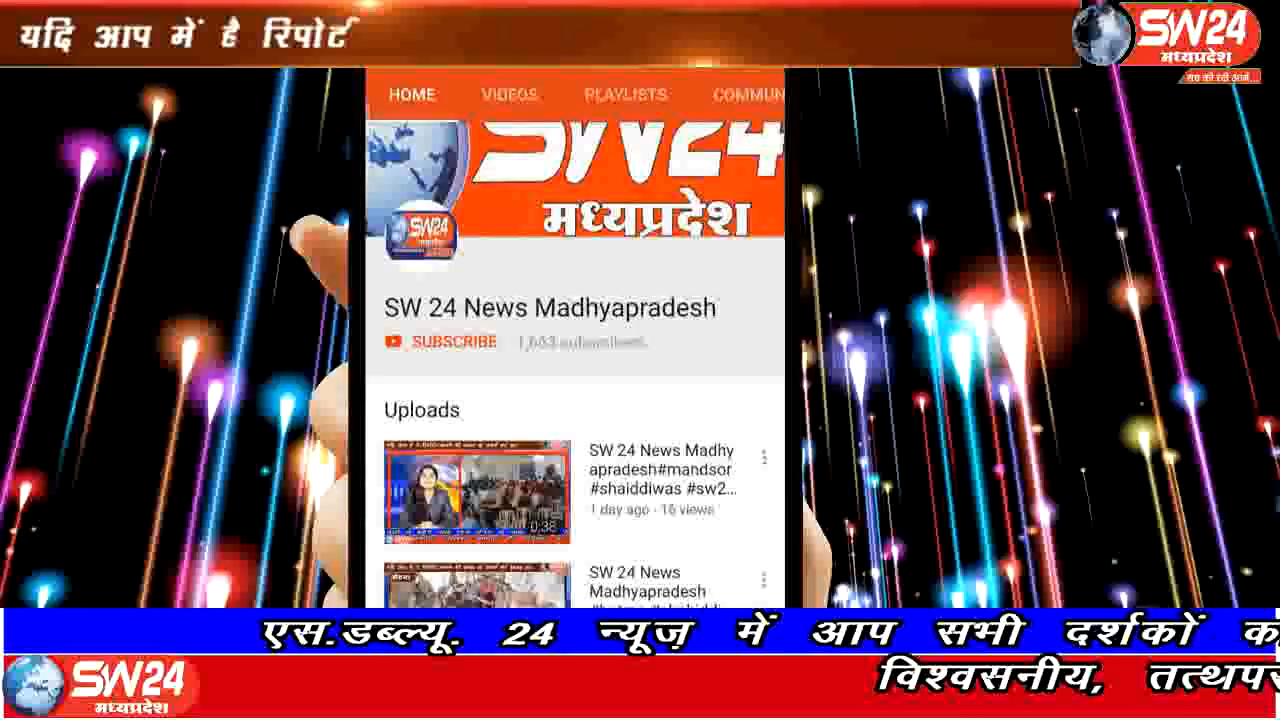 यदि आप में है रिपोर्ट
SW24
मध्यप्रदेश
HOME VIDEOS PLAYLISTS COMMUN
SW24
मध्यप्रदेश
SW24
SW 24 News Madhyapradesh
SUBSCRIBE
Uploads
SW 24 News Madhy
apradesh#mandsor
#shaiddiwas #sw2...
1 day ago · 16 views
0:38
SW 24 News
Madhyapradesh
एस.डब्ल्यू. 24 न्यूज़ में आप सभी दर्शकों क
विश्वसनीय, तत्थपर
SW24
मध्यप्रदेश